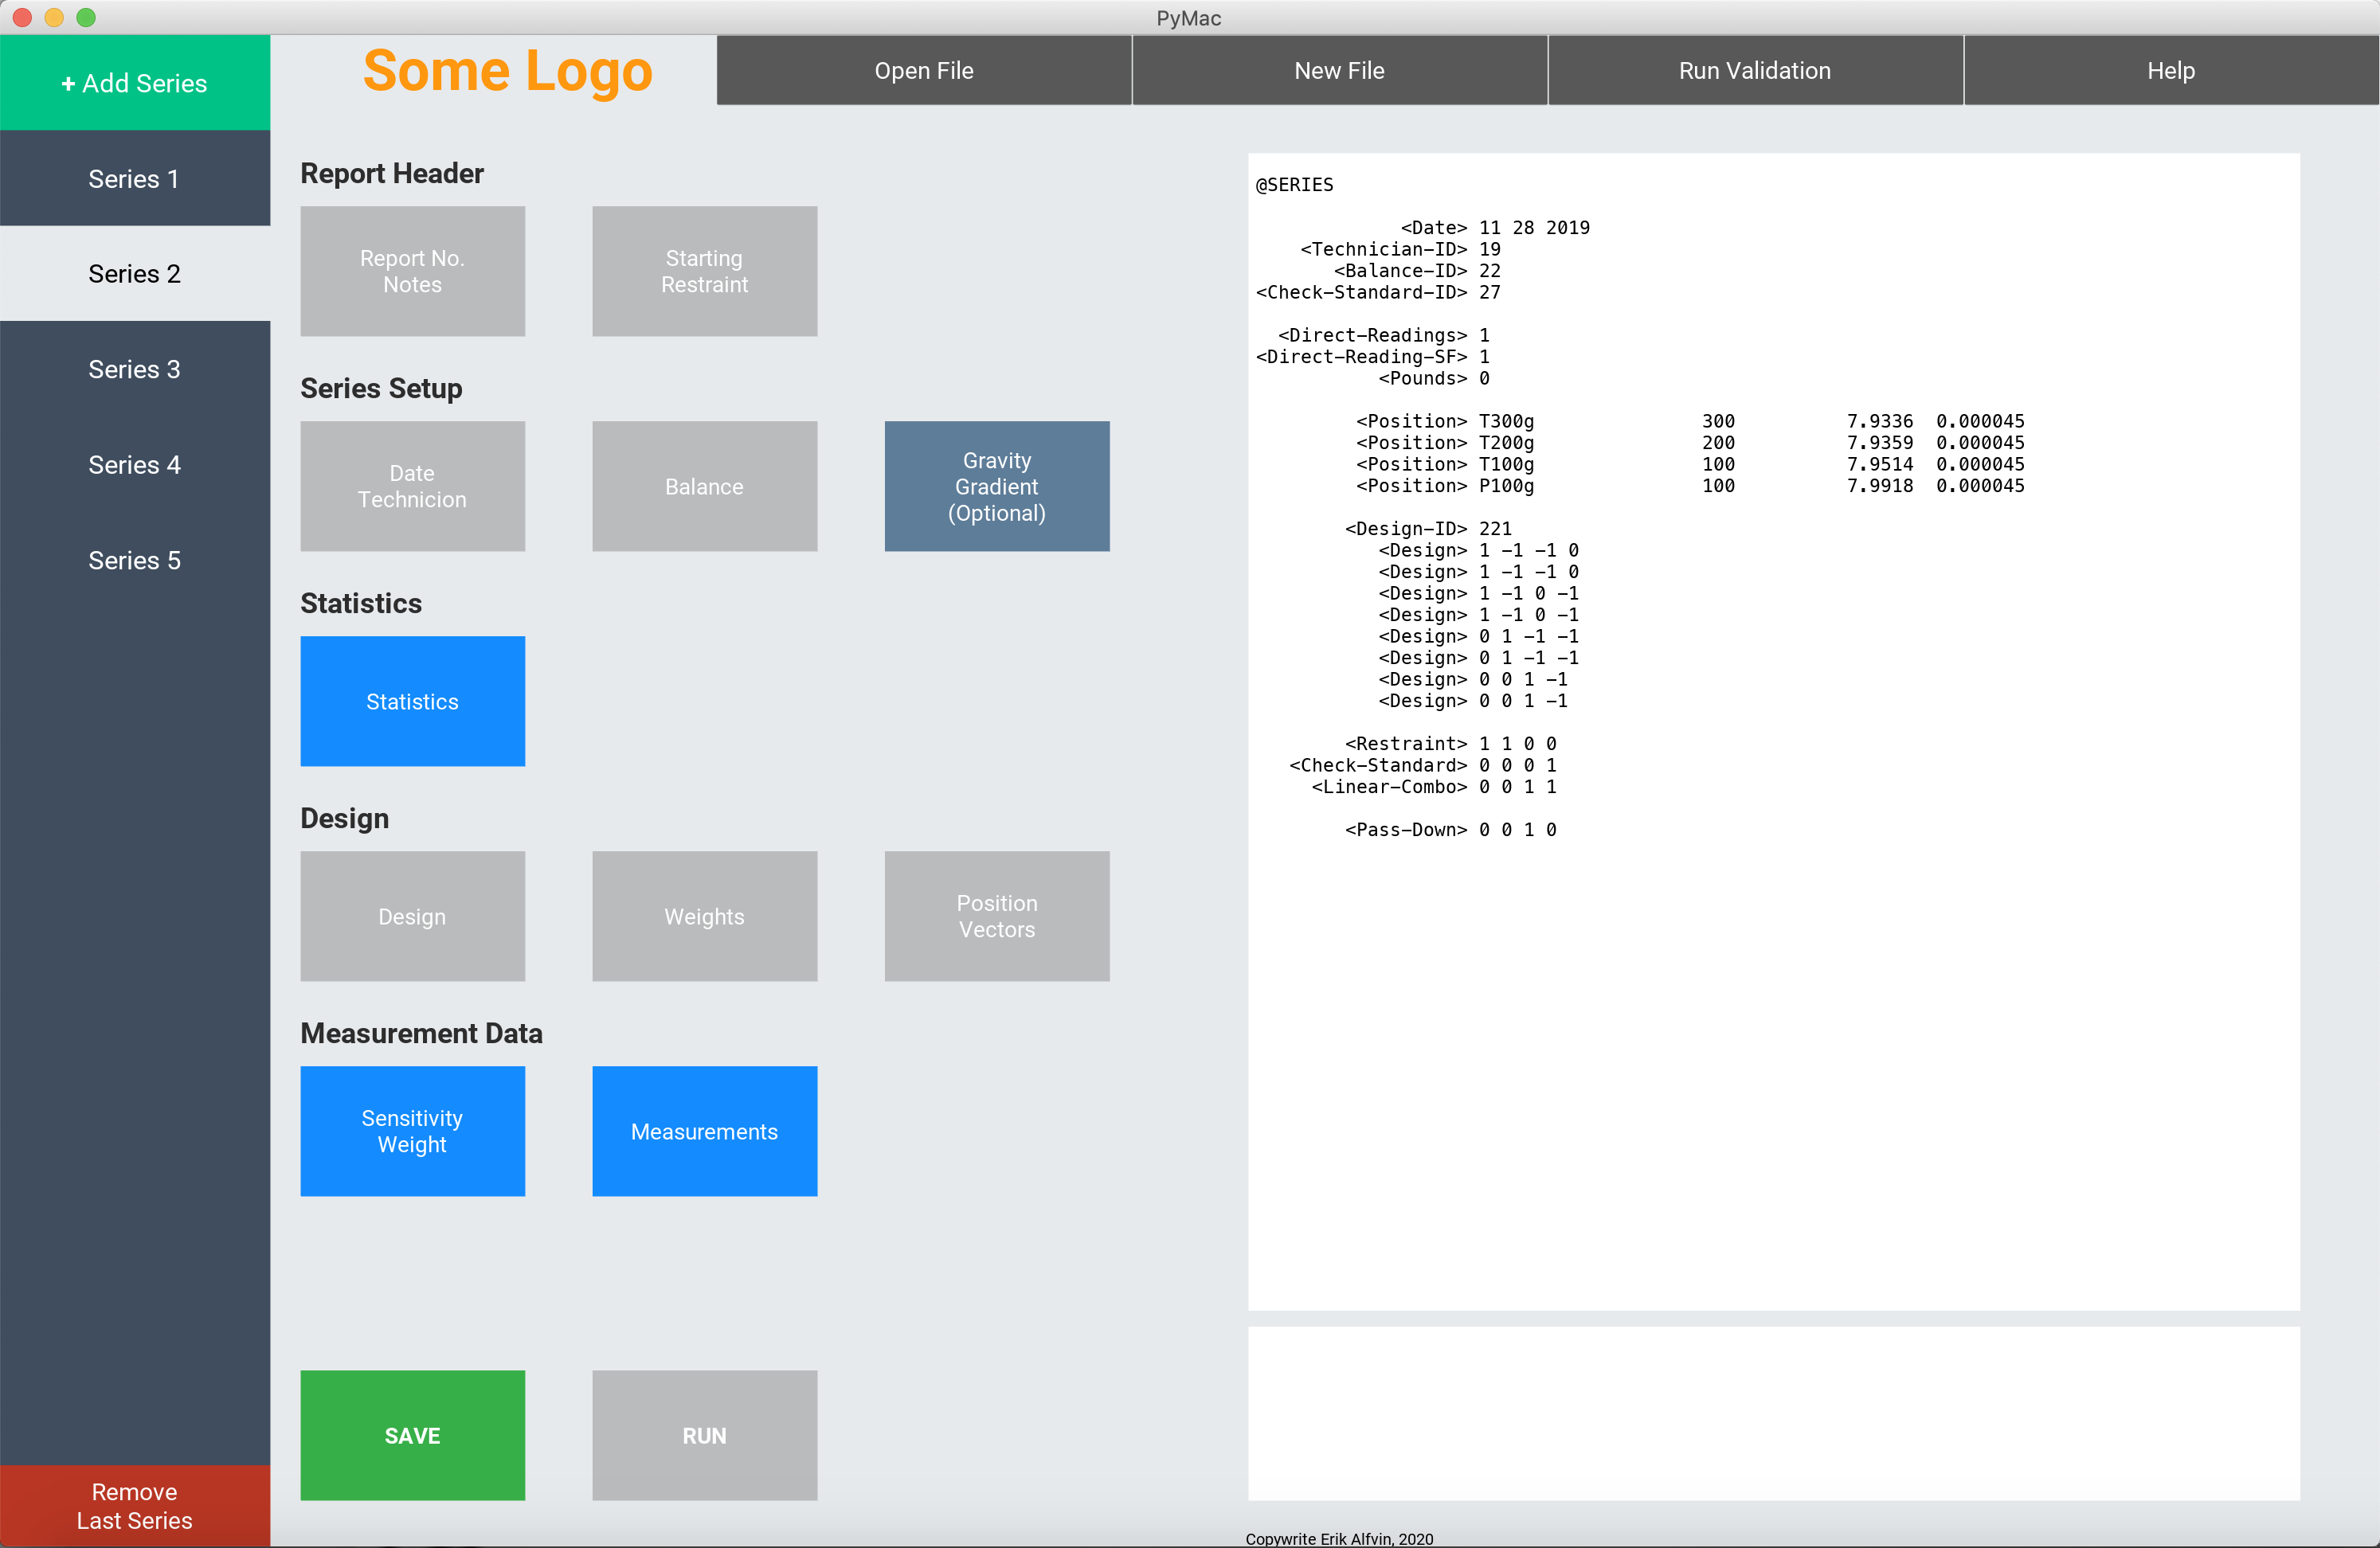 PyMac
+ Add Series
Series 1
Series 2
Series 3
Series 4
Series 5
Remove
Last Series
Some Logo
Open File
New File
Run Validation
Help
Report Header
Report No.
Notes
Starting
Restraint
Series Setup
Date
Technicion
Balance
Gravity
Gradient
(Optional)
Statistics
Statistics
Design
Design
Weights
Position
Vectors
Measurement Data
Sensitivity
Weight
Measurements
SAVE
RUN
@SERIES
<Date> 11 28 2019
<Technician-ID> 19
<Balance-ID> 22
<Check-Standard-ID> 27
<Direct-Readings> 1
<Direct-Reading-SF> 1
<Pounds> 0
<Position> T300g 300 7.9336 0.000045
<Position> T200g 200 7.9359 0.000045
<Position> T100g 100 7.9514 0.000045
<Position> P100g 100 7.9918 0.000045
<Design-ID> 221
<Design> 1 -1 -1 0
<Design> 1 -1 -1 0
<Design> 1 -1 0 -1
<Design> 1 -1 0 -1
<Design> 0 1 -1 -1
<Design> 0 1 -1 -1
<Design> 0 0 1 -1
<Design> 0 0 1 -1
<Restraint> 1 1 0 0
<Check-Standard> 0 0 0 1
<Linear-Combo> 0 0 1 1
<Pass-Down> 0 0 1 0
Copywrite Erik Alfvin, 2020